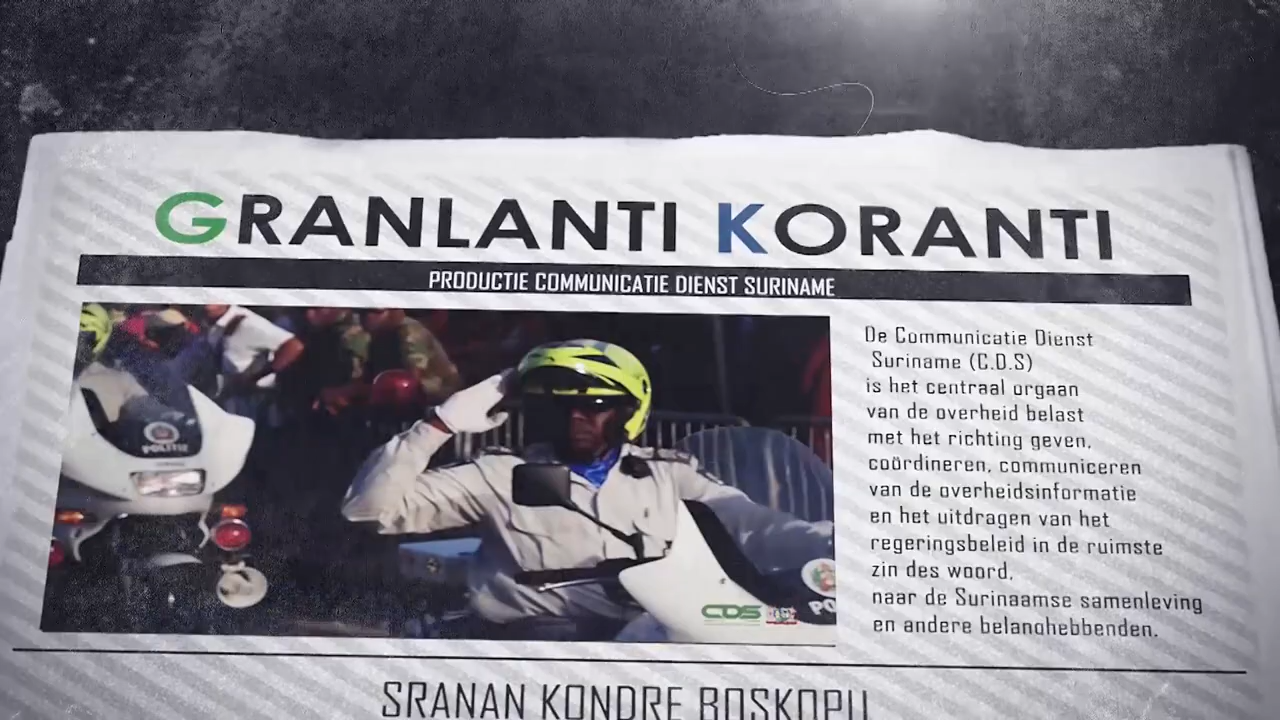 GRANLANTI KORANTI
PRODUCTIE COMMUNICATIE DIENST SURINAME
De Communicatie Dienst
Suriname (C.D.S)
is het centraal orgaan
van de overheid belast
met het richting geven,
coördineren, communiceren
van de overheidsinformatie
en het uitdragen van het
regeringsbeleid in de ruimste
zin des woord,
naar de Surinaamse samenleving
en andere belanghebbenden.
POLITIE
CDS
PO
SRANAN KONDRE BOSKOPU